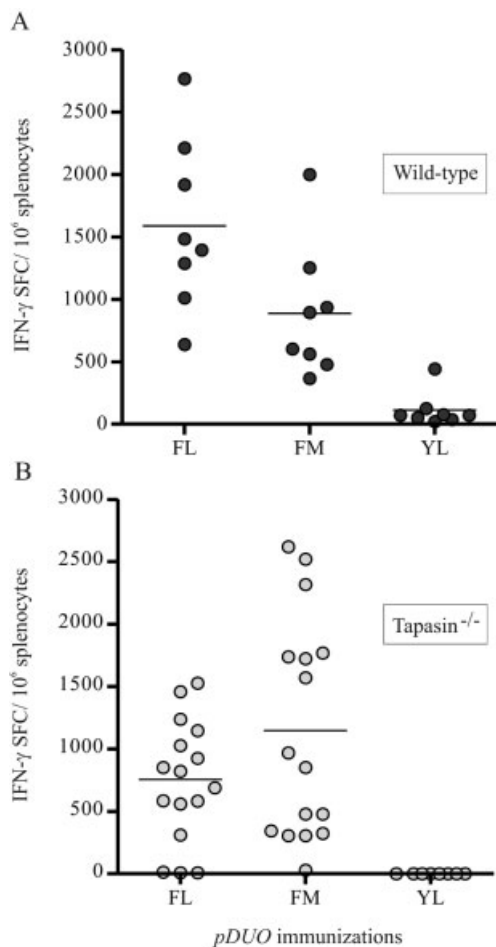 A
3000
2500
2000
1500
1000
500
0
IFN-γ SFC/ 10⁶ splenocytes
Wild-type
FL FM YL
B
3000
2500
2000
1500
1000
500
0
IFN-γ SFC/ 10⁶ splenocytes
Tapasin⁻/⁻
FL FM YL
pDUO immunizations